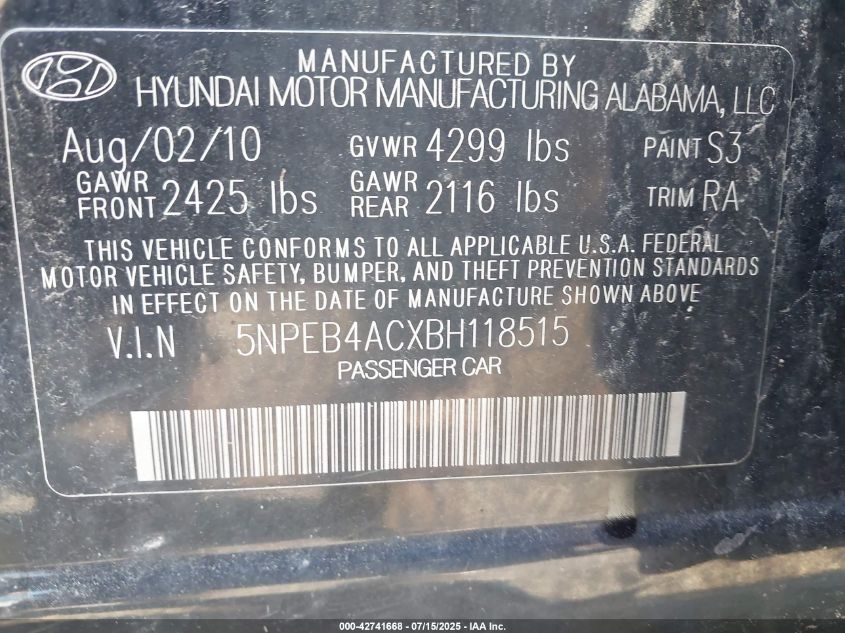 MANUFACTURED BY
HYUNDAI MOTOR MANUFACTURING ALABAMA, LLC
Aug/02/10 GVWR 4299 lbs PAINT S3
GAWR FRONT 2425 lbs GAWR REAR 2116 lbs TRIM RA
THIS VEHICLE CONFORMS TO ALL APPLICABLE U.S.A. FEDERAL
MOTOR VEHICLE SAFETY, BUMPER, AND THEFT PREVENTION STANDARDS
IN EFFECT ON THE DATE OF MANUFACTURE SHOWN ABOVE
V.I.N 5NPEB4ACXBH118515
PASSENGER CAR
000-42741668 - 07/15/2025 - IAA Inc.